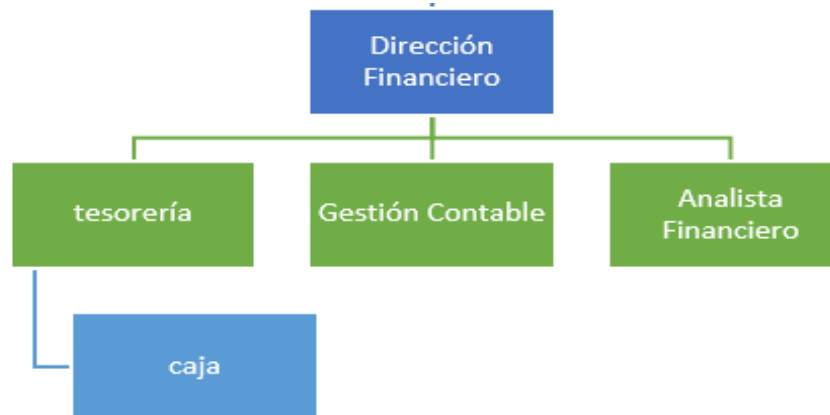 Dirección
Financiero
tesorería
Gestión Contable
Analista
Financiero
caja